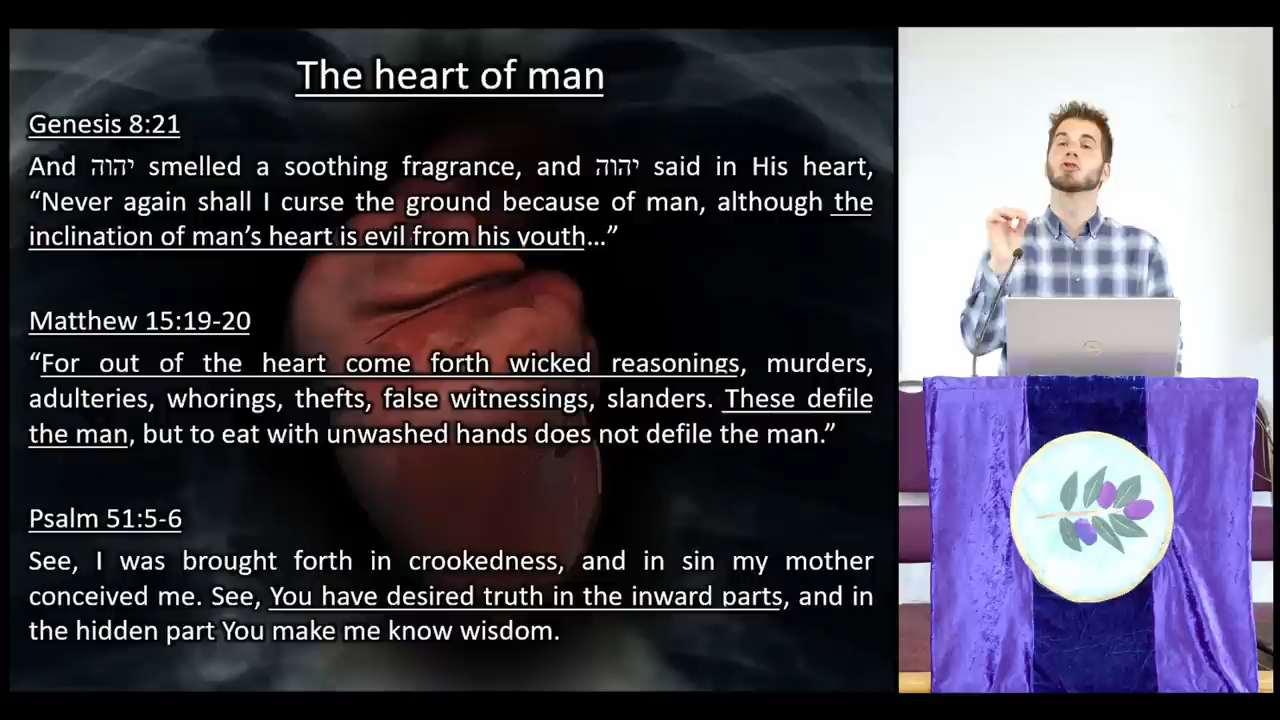 The heart of man
Genesis 8:21
And יהוה smelled a soothing fragrance, and יהוה said in His heart,
“Never again shall I curse the ground because of man, although the
inclination of man’s heart is evil from his youth…”
Matthew 15:19-20
“For out of the heart come forth wicked reasonings, murders,
adulteries, whorings, thefts, false witnessings, slanders. These defile
the man, but to eat with unwashed hands does not defile the man.”
Psalm 51:5-6
See, I was brought forth in crookedness, and in sin my mother
conceived me. See, You have desired truth in the inward parts, and in
the hidden part You make me know wisdom.